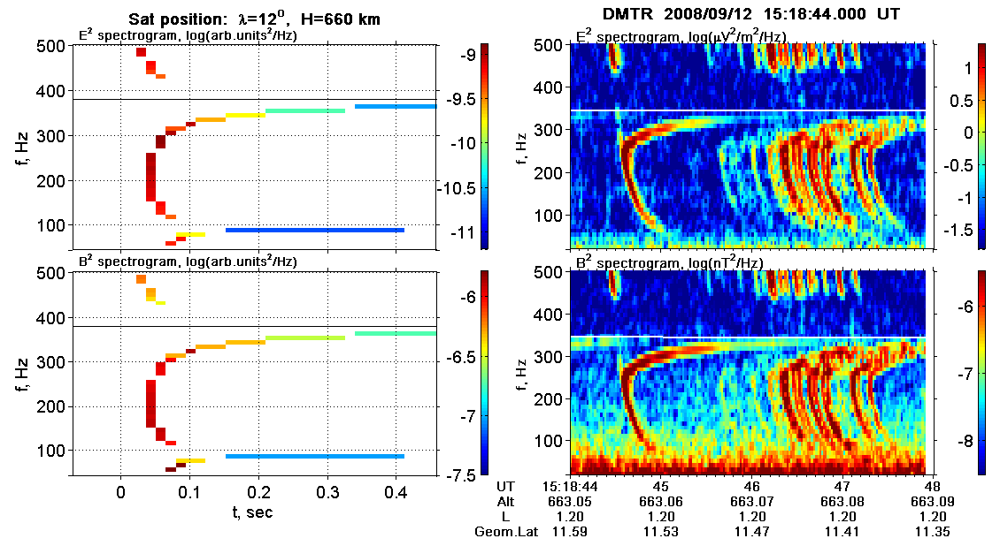 Sat position: λ=12⁰, H=660 km
E² spectrogram, log(arb.units²/Hz)
500
400
300
200
100
f, Hz
-9
-9.5
-10
-10.5
-11
B² spectrogram, log(arb.units²/Hz)
500
400
300
200
100
f, Hz
-6
-6.5
-7
-7.5
0 0.1 0.2 0.3 0.4
t, sec
DMTR 2008/09/12 15:18:44.000 UT
E² spectrogram, log(μV²/m²/Hz)
500
400
300
200
100
f, Hz
1
0.5
0
-0.5
-1
-1.5
B² spectrogram, log(nT²/Hz)
500
400
300
200
100
f, Hz
-6
-7
-8
UT 15:18:44 45 46 47 48
Alt 663.05 663.06 663.07 663.08 663.09
L 1.20 1.20 1.20 1.20 1.20
Geom.Lat 11.59 11.53 11.47 11.41 11.35